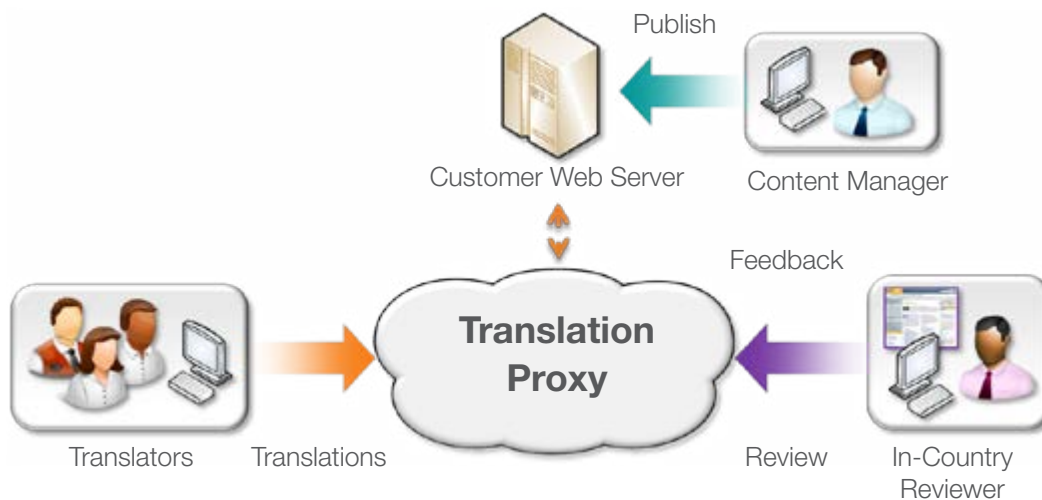 Publish
Customer Web Server
Content Manager
Feedback
Translation
Proxy
Translators
Translations
Review
In-Country
Reviewer